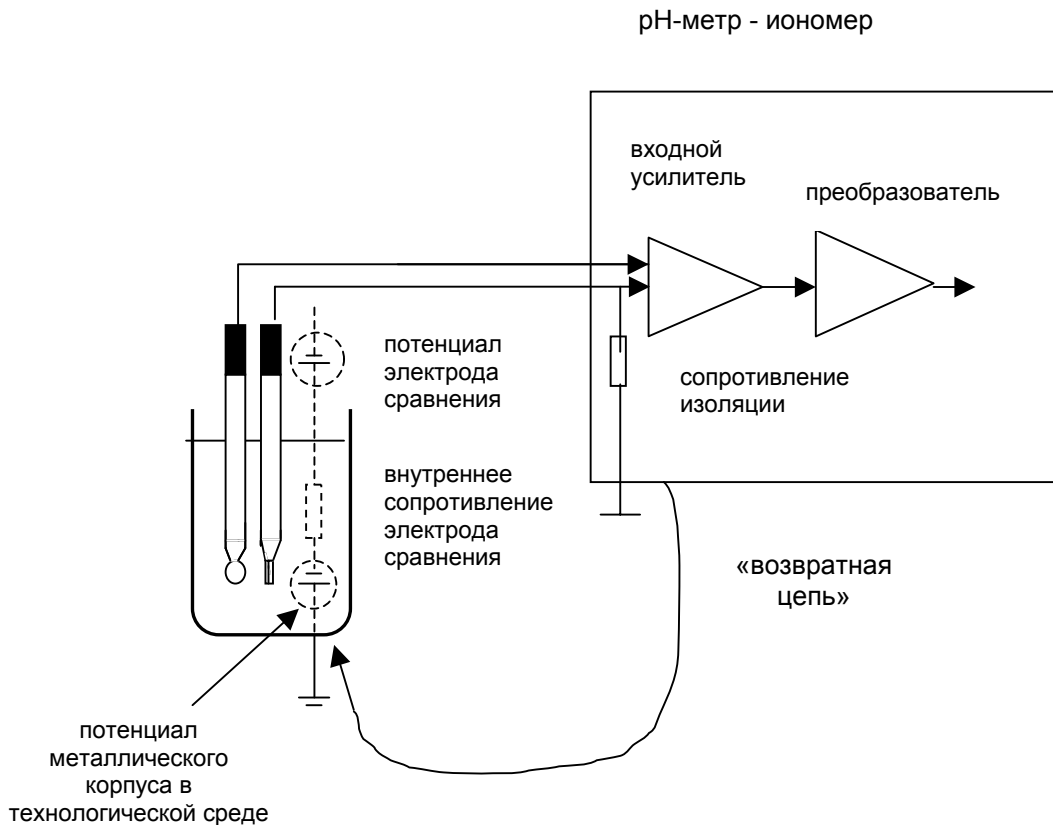 pH-метр - иономер
входной
усилитель
преобразователь
потенциал
электрода
сравнения
сопротивление
изоляции
внутреннее
сопротивление
электрода
сравнения
«возвратная
цепь»
потенциал
металлического
корпуса в
технологической среде